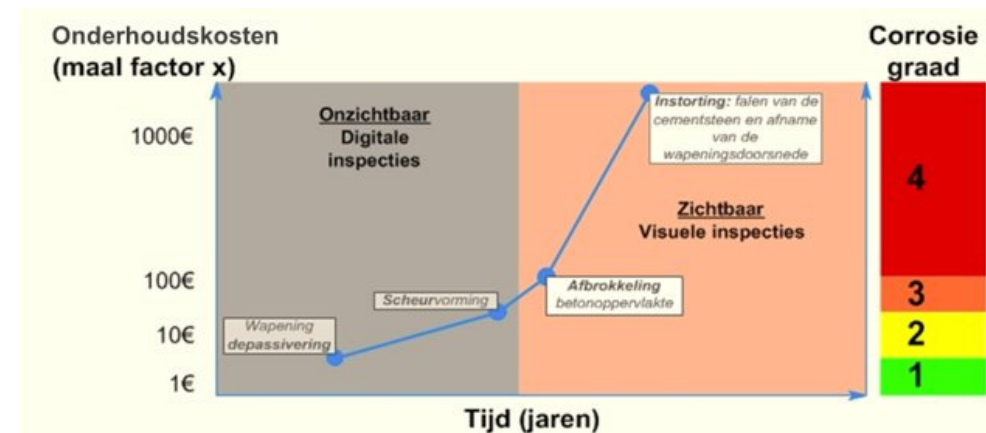 Onderhoudskosten
(maal factor x)
Corrosie
graad
1000€
100€
10€
1€
Onzichtbaar
Digitale
inspecties
Instorting: falen van de
cementsteen en afname
van de
wapeningsdoorsnede
Zichtbaar
Visuele inspecties
Scheurvorming
Afbrokkeling
betonoppervlakte
Wapening
depassivering
4
3
2
1
Tijd (jaren)